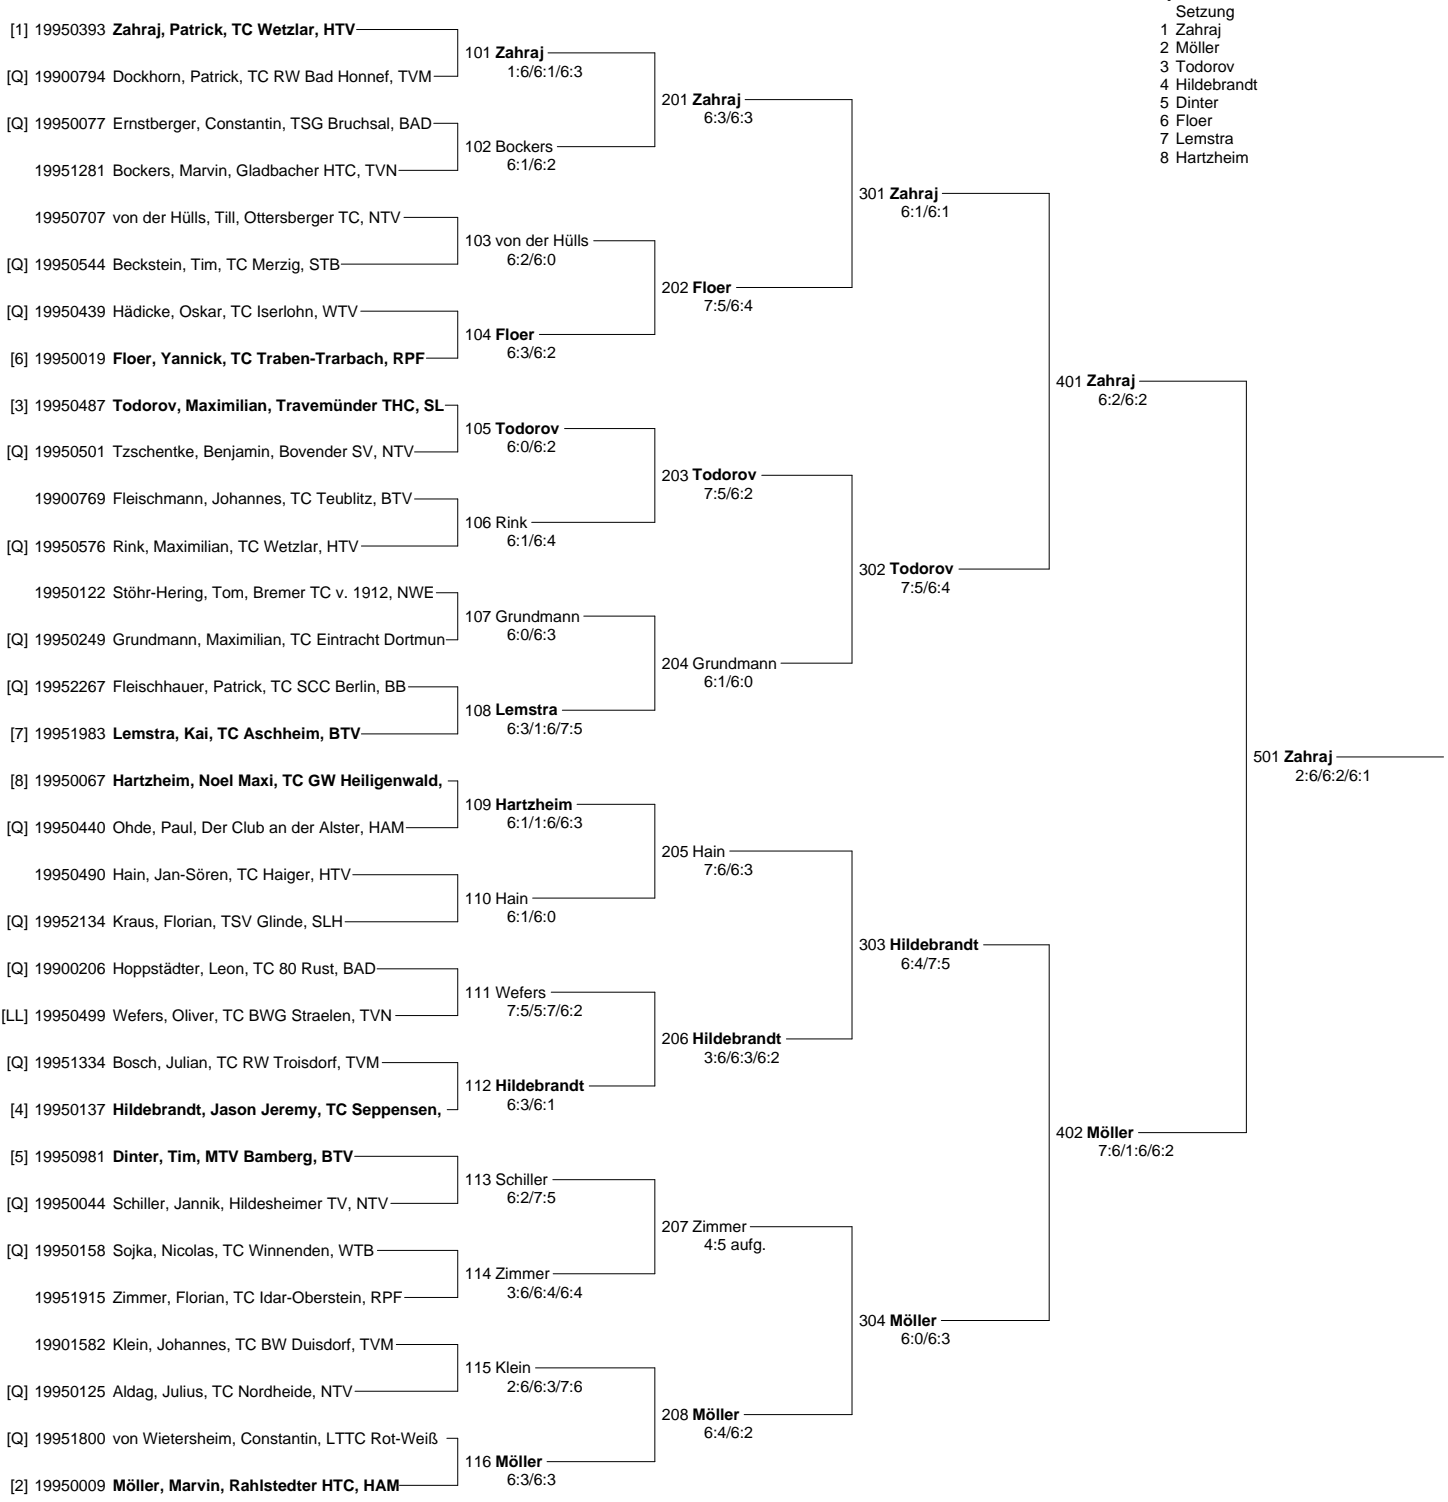 Setzung
1 Zahraj
2 Möller
3 Todorov
4 Hildebrandt
5 Dinter
6 Floer
7 Lemstra
8 Hartzheim
[1] 19950393 Zahraj, Patrick, TC Wetzlar, HTV
[Q] 19900794 Dockhorn, Patrick, TC RW Bad Honnef, TVM
[Q] 19950077 Ernstberger, Constantin, TSG Bruchsal, BAD
19951281 Bockers, Marvin, Gladbacher HTC, TVN
19950707 von der Hülls, Till, Ottersberger TC, NTV
[Q] 19950544 Beckstein, Tim, TC Merzig, STB
[Q] 19950439 Hädicke, Oskar, TC Iserlohn, WTV
[6] 19950019 Floer, Yannick, TC Traben-Trarbach, RPF
[3] 19950487 Todorov, Maximilian, Travemünder THC, SL
[Q] 19950501 Tzschentke, Benjamin, Bovender SV, NTV
19900769 Fleischmann, Johannes, TC Teublitz, BTV
[Q] 19950576 Rink, Maximilian, TC Wetzlar, HTV
19950122 Stöhr-Hering, Tom, Bremer TC v. 1912, NWE
[Q] 19950249 Grundmann, Maximilian, TC Eintracht Dortmun
[Q] 19952267 Fleischhauer, Patrick, TC SCC Berlin, BB
[7] 19951983 Lemstra, Kai, TC Aschheim, BTV
[8] 19950067 Hartzheim, Noel Maxi, TC GW Heiligenwald,
[Q] 19950440 Ohde, Paul, Der Club an der Alster, HAM
19950490 Hain, Jan-Sören, TC Haiger, HTV
[Q] 19952134 Kraus, Florian, TSV Glinde, SLH
[Q] 19900206 Hoppstädter, Leon, TC 80 Rust, BAD
[LL] 19950499 Wefers, Oliver, TC BWG Straelen, TVN
[Q] 19951334 Bosch, Julian, TC RW Troisdorf, TVM
[4] 19950137 Hildebrandt, Jason Jeremy, TC Seppensen,
[5] 19950981 Dinter, Tim, MTV Bamberg, BTV
[Q] 19950044 Schiller, Jannik, Hildesheimer TV, NTV
[Q] 19950158 Sojka, Nicolas, TC Winnenden, WTB
19951915 Zimmer, Florian, TC Idar-Oberstein, RPF
19901582 Klein, Johannes, TC BW Duisdorf, TVM
[Q] 19950125 Aldag, Julius, TC Nordheide, NTV
[Q] 19951800 von Wietersheim, Constantin, LTTC Rot-Weiß
[2] 19950009 Möller, Marvin, Rahlstedter HTC, HAM
101 Zahraj
1:6/6:1/6:3
102 Bockers
6:1/6:2
103 von der Hülls
6:2/6:0
104 Floer
6:3/6:2
105 Todorov
6:0/6:2
106 Rink
6:1/6:4
107 Grundmann
6:0/6:3
108 Lemstra
6:3/1:6/7:5
109 Hartzheim
6:1/1:6/6:3
110 Hain
6:1/6:0
111 Wefers
7:5/5:7/6:2
112 Hildebrandt
6:3/6:1
113 Schiller
6:2/7:5
114 Zimmer
3:6/6:4/6:4
115 Klein
2:6/6:3/7:6
116 Möller
6:3/6:3
201 Zahraj
6:3/6:3
202 Floer
7:5/6:4
203 Todorov
7:5/6:2
204 Grundmann
6:1/6:0
205 Hain
7:6/6:3
206 Hildebrandt
3:6/6:3/6:2
207 Zimmer
4:5 aufg.
208 Möller
6:4/6:2
301 Zahraj
6:1/6:1
302 Todorov
7:5/6:4
303 Hildebrandt
6:4/7:5
304 Möller
6:0/6:3
401 Zahraj
6:2/6:2
402 Möller
7:6/1:6/6:2
501 Zahraj
2:6/6:2/6:1